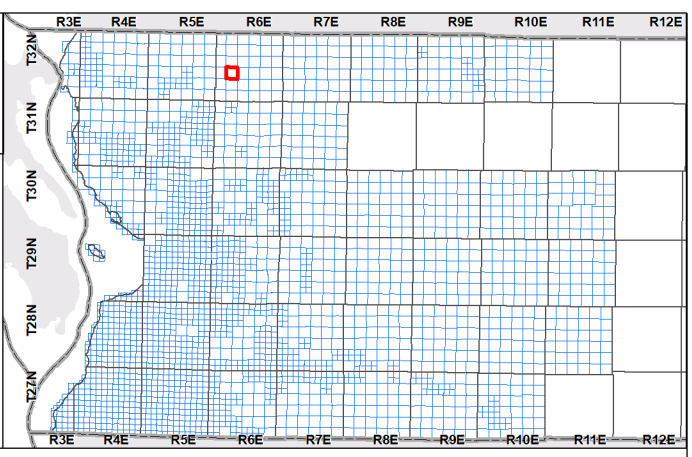 R3E R4E R5E R6E R7E R8E R9E R10E R11E R12E
T32N
T31N
T30N
T29N
T28N
T27N
R3E R4E R5E R6E R7E R8E R9E R10E R11E R12E